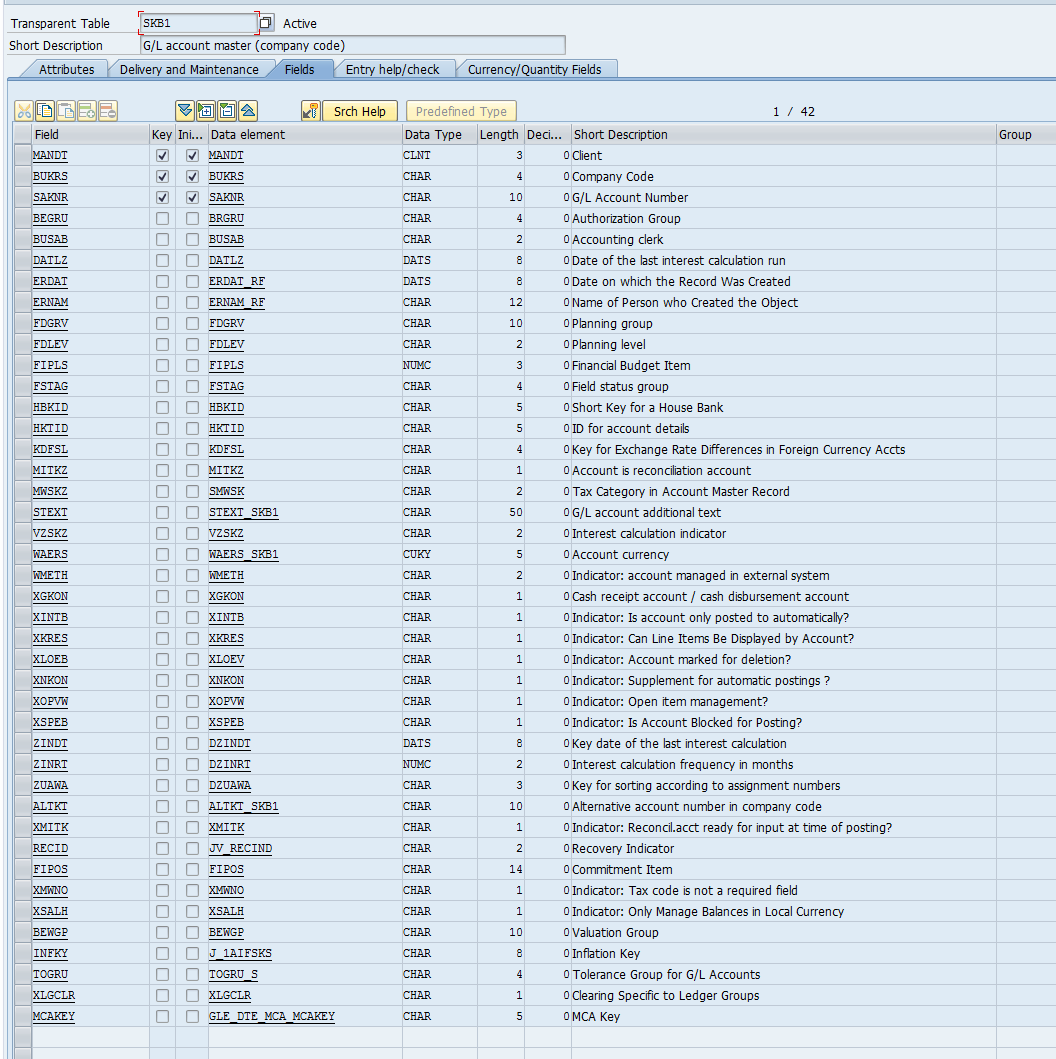 Transparent Table SKB1 Active
Short Description G/L account master (company code)
Attributes Delivery and Maintenance Fields Entry help/check Currency/Quantity Fields
Srch Help Predefined Type 1 / 42
Field Key Ini... Data element Data Type Length Deci... Short Description Group
MANDT MANDT CLNT 3 0 Client
BUKRS BUKRS CHAR 4 0 Company Code
SAKNR SAKNR CHAR 10 0 G/L Account Number
BEGRU BRGRU CHAR 4 0 Authorization Group
BUSAB BUSAB CHAR 2 0 Accounting clerk
DATLZ DATLZ DATS 8 0 Date of the last interest calculation run
ERDAT ERDAT_RF DATS 8 0 Date on which the Record Was Created
ERNAM ERNAM_RF CHAR 12 0 Name of Person who Created the Object
FDGRV FDGRV CHAR 10 0 Planning group
FDLEV FDLEV CHAR 2 0 Planning level
FIPLS FIPLS NUMC 3 0 Financial Budget Item
FSTAG FSTAG CHAR 4 0 Field status group
HBKID HBKID CHAR 5 0 Short Key for a House Bank
HKTID HKTID CHAR 5 0 ID for account details
KDFSL KDFSL CHAR 4 0 Key for Exchange Rate Differences in Foreign Currency Accts
MITKZ MITKZ CHAR 1 0 Account is reconciliation account
MWSKZ SMWSK CHAR 2 0 Tax Category in Account Master Record
STEXT STEXT_SKB1 CHAR 50 0 G/L account additional text
VZSKZ VZSKZ CHAR 2 0 Interest calculation indicator
WAERS WAERS_SKB1 CUKY 5 0 Account currency
WMETH WMETH CHAR 2 0 Indicator: account managed in external system
XGKON XGKON CHAR 1 0 Cash receipt account / cash disbursement account
XINTB XINTB CHAR 1 0 Indicator: Is account only posted to automatically?
XKRES XKRES CHAR 1 0 Indicator: Can Line Items Be Displayed by Account?
XLOEB XLOEV CHAR 1 0 Indicator: Account marked for deletion?
XNKON XNKON CHAR 1 0 Indicator: Supplement for automatic postings ?
XOPVW XOPVW CHAR 1 0 Indicator: Open item management?
XSPEB XSPEB CHAR 1 0 Indicator: Is Account Blocked for Posting?
ZINDT DZINDT DATS 8 0 Key date of the last interest calculation
ZINRT DZINRT NUMC 2 0 Interest calculation frequency in months
ZUAWA DZUAWA CHAR 3 0 Key for sorting according to assignment numbers
ALTKT ALTKT_SKB1 CHAR 10 0 Alternative account number in company code
XMITK XMITK CHAR 1 0 Indicator: Reconcil.acct ready for input at time of posting?
RECID JV_RECIND CHAR 2 0 Recovery Indicator
FIPOS FIPOS CHAR 14 0 Commitment Item
XMWNO XMWNO CHAR 1 0 Indicator: Tax code is not a required field
XSALH XSALH CHAR 1 0 Indicator: Only Manage Balances in Local Currency
BEWGP BEWGP CHAR 10 0 Valuation Group
INFKY J_1AIFSKS CHAR 8 0 Inflation Key
TOGRU TOGRU_S CHAR 4 0 Tolerance Group for G/L Accounts
XLGCLR XLGCLR CHAR 1 0 Clearing Specific to Ledger Groups
MCAKEY GLE_DTE_MCA_MCAKEY CHAR 5 0 MCA Key